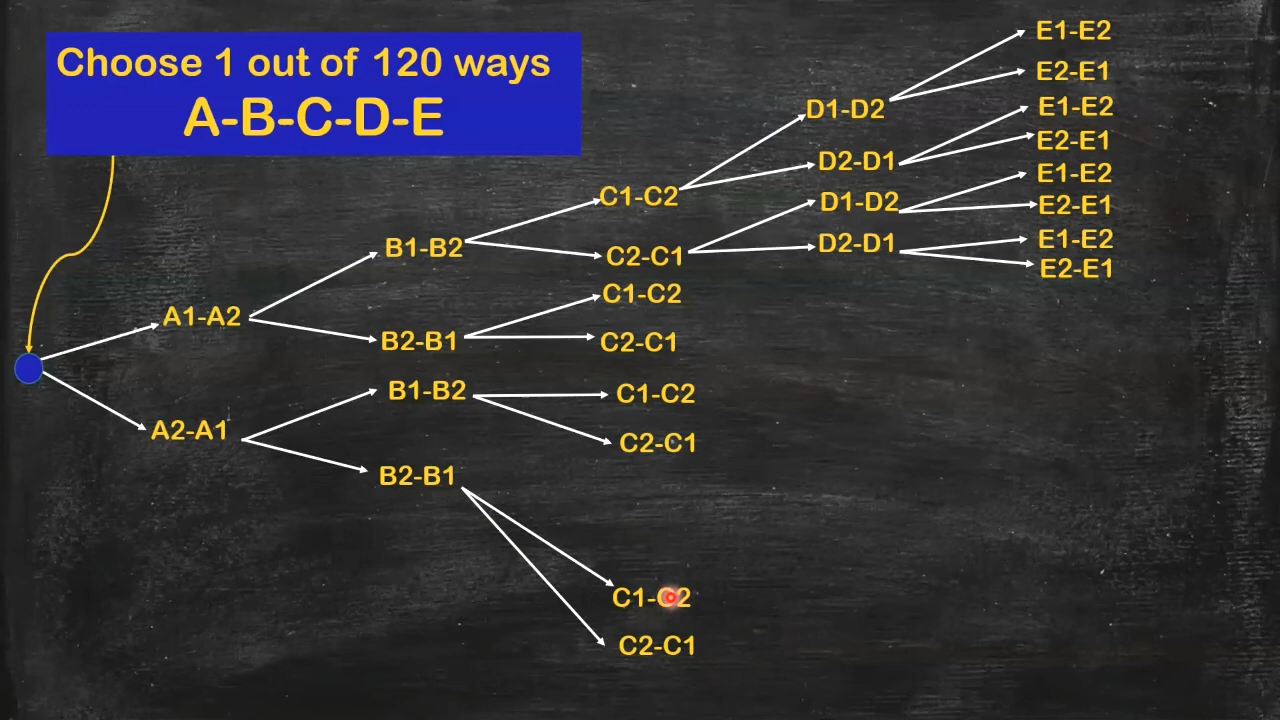 Choose 1 out of 120 ways
A-B-C-D-E
A1-A2
A2-A1
B1-B2
B2-B1
B1-B2
B2-B1
C1-C2
C2-C1
C1-C2
C2-C1
C1-C2
C2-C1
C1-C2
C2-C1
D1-D2
D2-D1
D1-D2
D2-D1
E1-E2
E2-E1
E1-E2
E2-E1
E1-E2
E2-E1
E1-E2
E2-E1